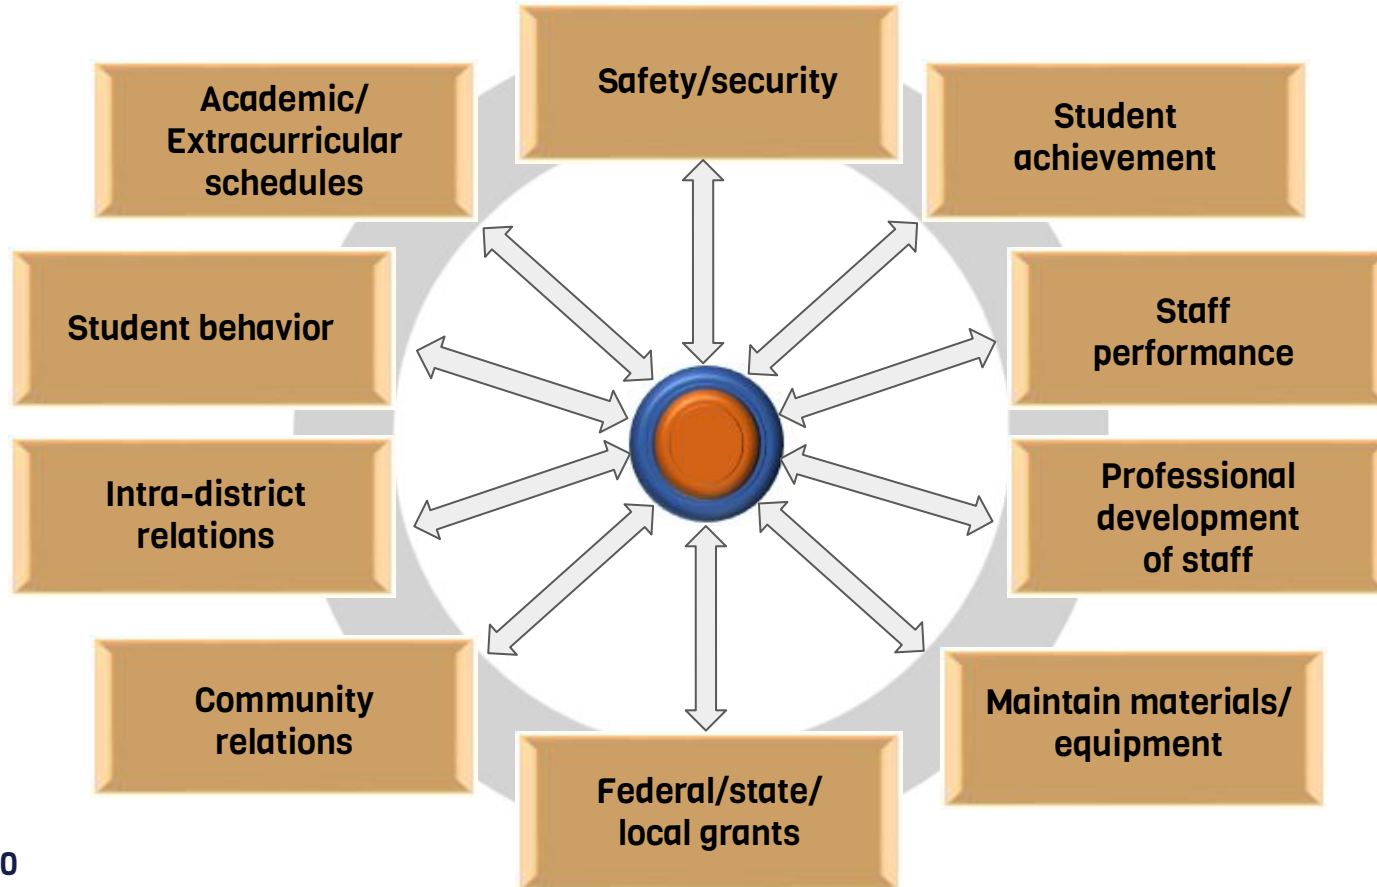 Safety/security
Academic/
Extracurricular
schedules
Student
achievement
Student behavior
Staff
performance
Intra-district
relations
Professional
development
of staff
Community
relations
Maintain materials/
equipment
Federal/state/
local grants
0